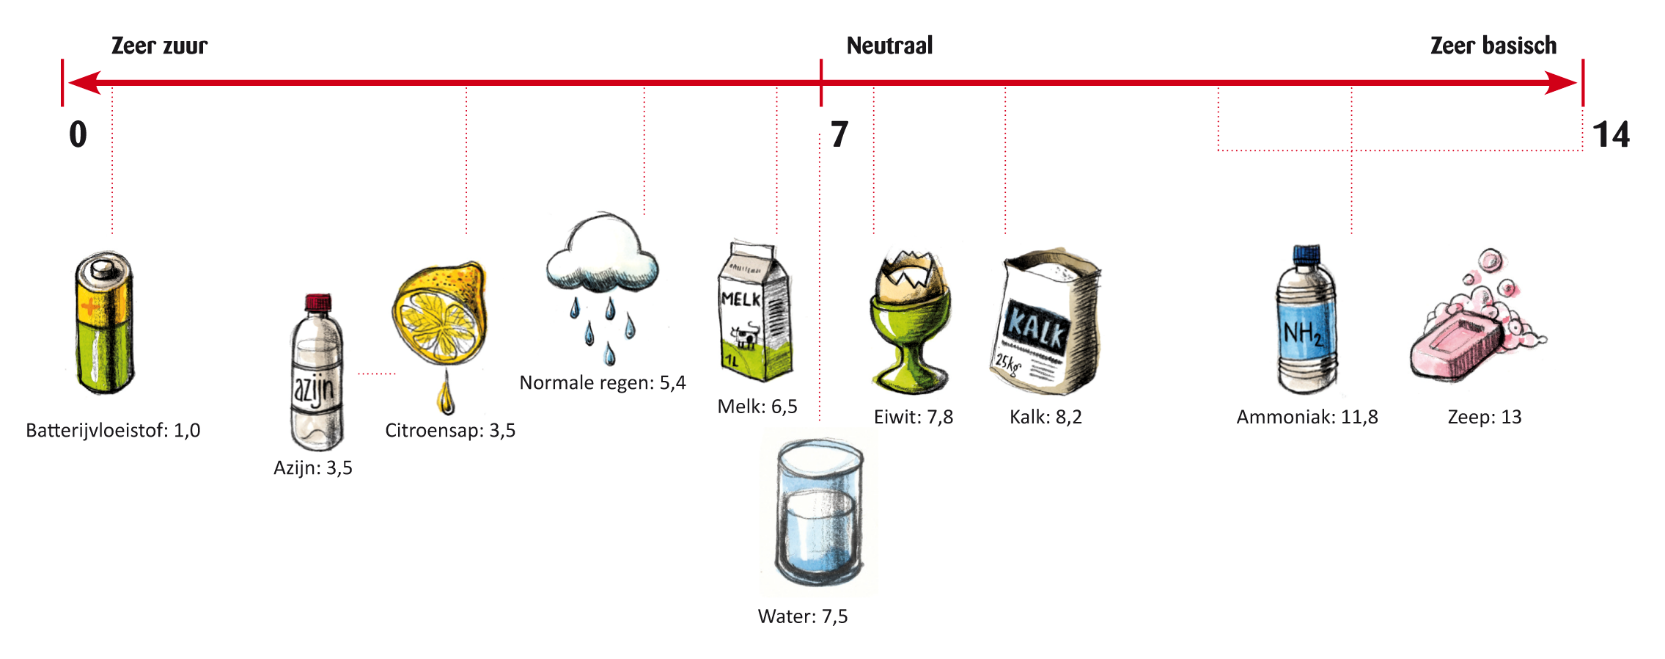 Zeer zuur
Neutraal
Zeer basisch
0
7
14
MELK
1L
KALK
25kg
NH2
azijn
Normale regen: 5,4
Melk: 6,5
Eiwit: 7,8
Kalk: 8,2
Ammoniak: 11,8
Zeep: 13
Batterijvloeistof: 1,0
Citroensap: 3,5
Azijn: 3,5
Water: 7,5